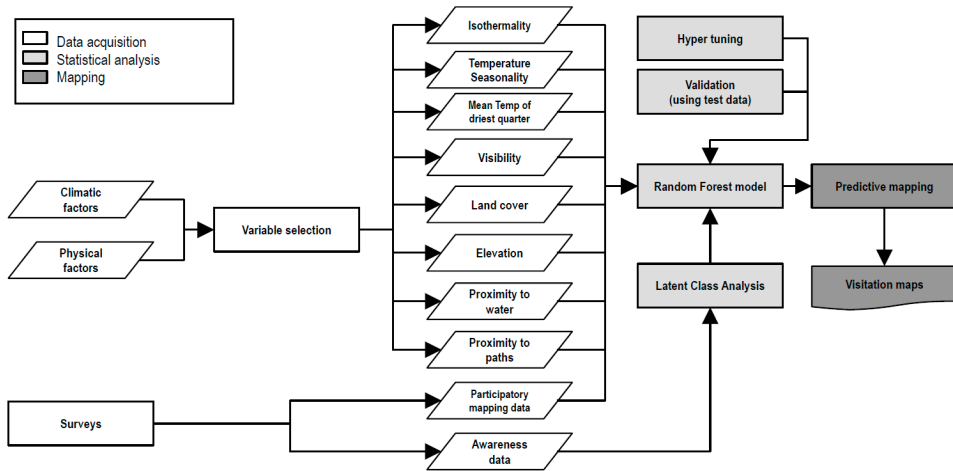 Data acquisition
Statistical analysis
Mapping
Climatic
factors
Physical
factors
Variable selection
Surveys
Isothermality
Temperature
Seasonality
Mean Temp of
driest quarter
Visibility
Land cover
Elevation
Proximity to
water
Proximity to
paths
Participatory
mapping data
Awareness
data
Hyper tuning
Validation
(using test data)
Random Forest model
Latent Class Analysis
Predictive mapping
Visitation maps